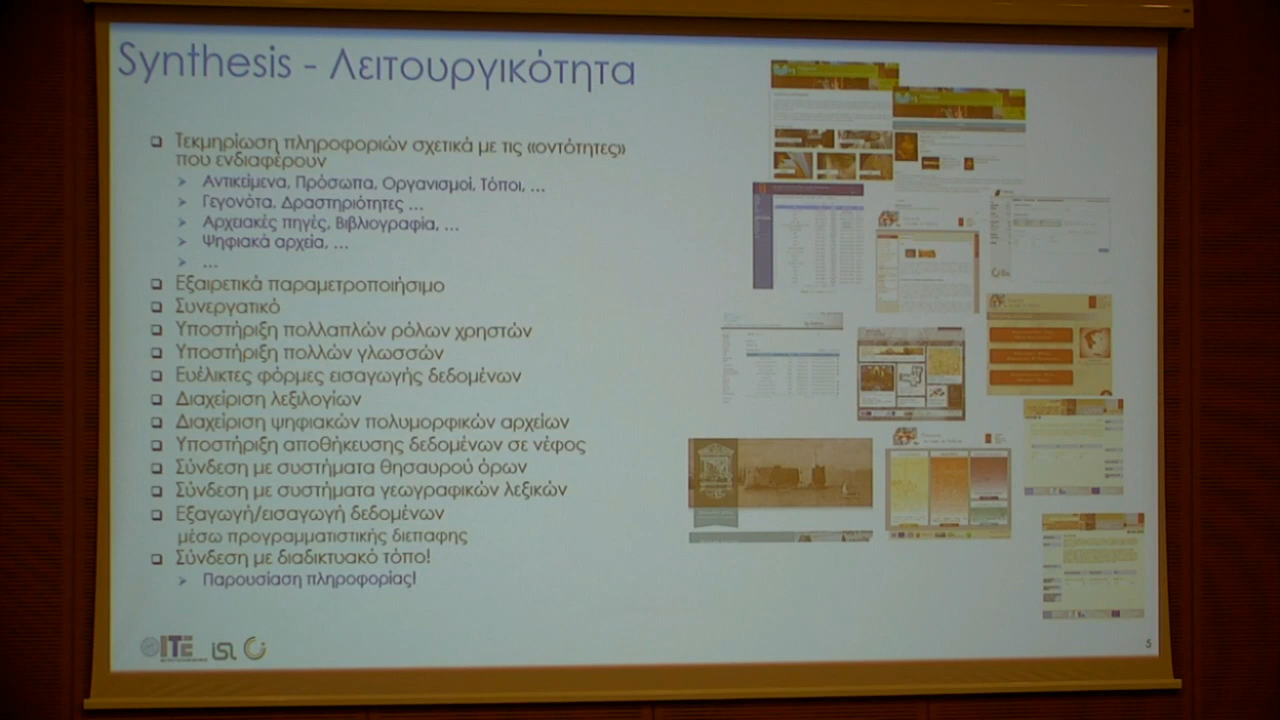 Synthesis - Λειτουργικότητα
❑ Τεκμηρίωση πληροφοριών σχετικά με τις «οντότητες»
που ενδιαφέρουν
➢ Αντικείμενα, Πρόσωπα, Οργανισμοί, Τόποι, ...
➢ Γεγονότα, Δραστηριότητες ...
➢ Αρχειακές πηγές, Βιβλιογραφία, ...
➢ Ψηφιακά αρχεία, ...
➢ ...
❑ Εξαιρετικά παραμετροποιήσιμο
❑ Συνεργατικό
❑ Υποστήριξη πολλαπλών ρόλων χρηστών
❑ Υποστήριξη πολλών γλωσσών
❑ Ευέλικτες φόρμες εισαγωγής δεδομένων
❑ Διαχείριση λεξιλογίων
❑ Διαχείριση ψηφιακών πολυμορφικών αρχείων
❑ Υποστήριξη αποθήκευσης δεδομένων σε νέφος
❑ Σύνδεση με συστήματα θησαυρού όρων
❑ Σύνδεση με συστήματα γεωγραφικών λεξικών
❑ Εξαγωγή/εισαγωγή δεδομένων
μέσω προγραμματιστικής διεπαφης
❑ Σύνδεση με διαδικτυακό τόπο!
➢ Παρουσίαση πληροφορίας!
ITE isl
5